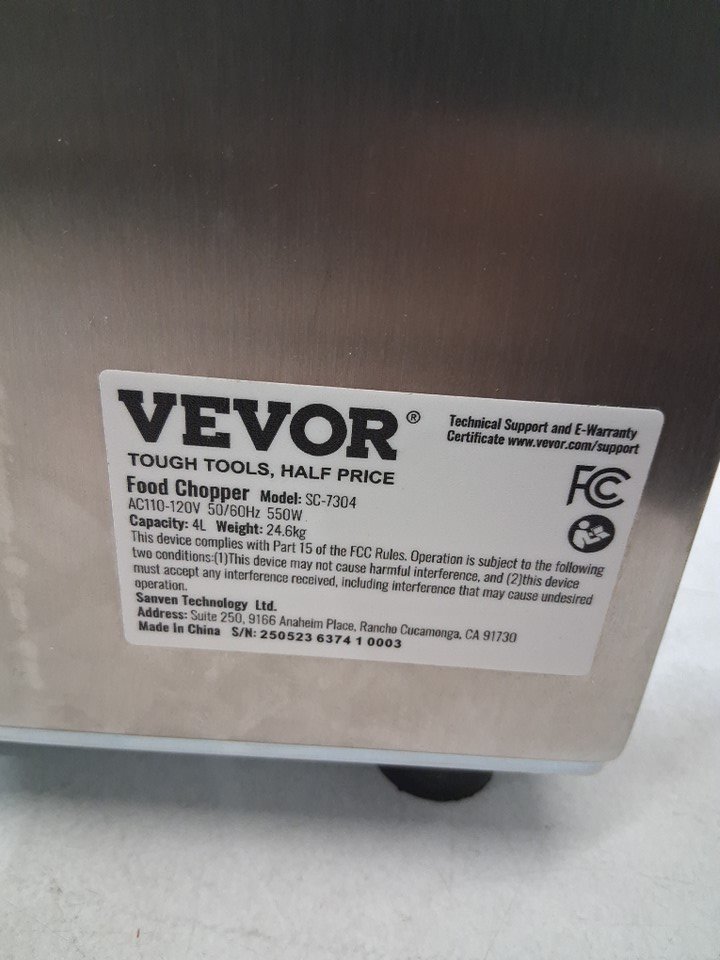 VEVOR®
TOUGH TOOLS, HALF PRICE
Technical Support and E-Warranty
Certificate www.vevor.com/support
FC
Food Chopper Model: SC-7304
AC110-120V 50/60Hz 550W
Capacity: 4L Weight: 24.6kg
This device complies with Part 15 of the FCC Rules. Operation is subject to the following
two conditions:(1)This device may not cause harmful interference, and (2)this device
must accept any interference received, including interference that may cause undesired
operation.
Sanven Technology Ltd.
Address: Suite 250, 9166 Anaheim Place, Rancho Cucamonga, CA 91730
Made In China S/N: 250523 6374 1 0003